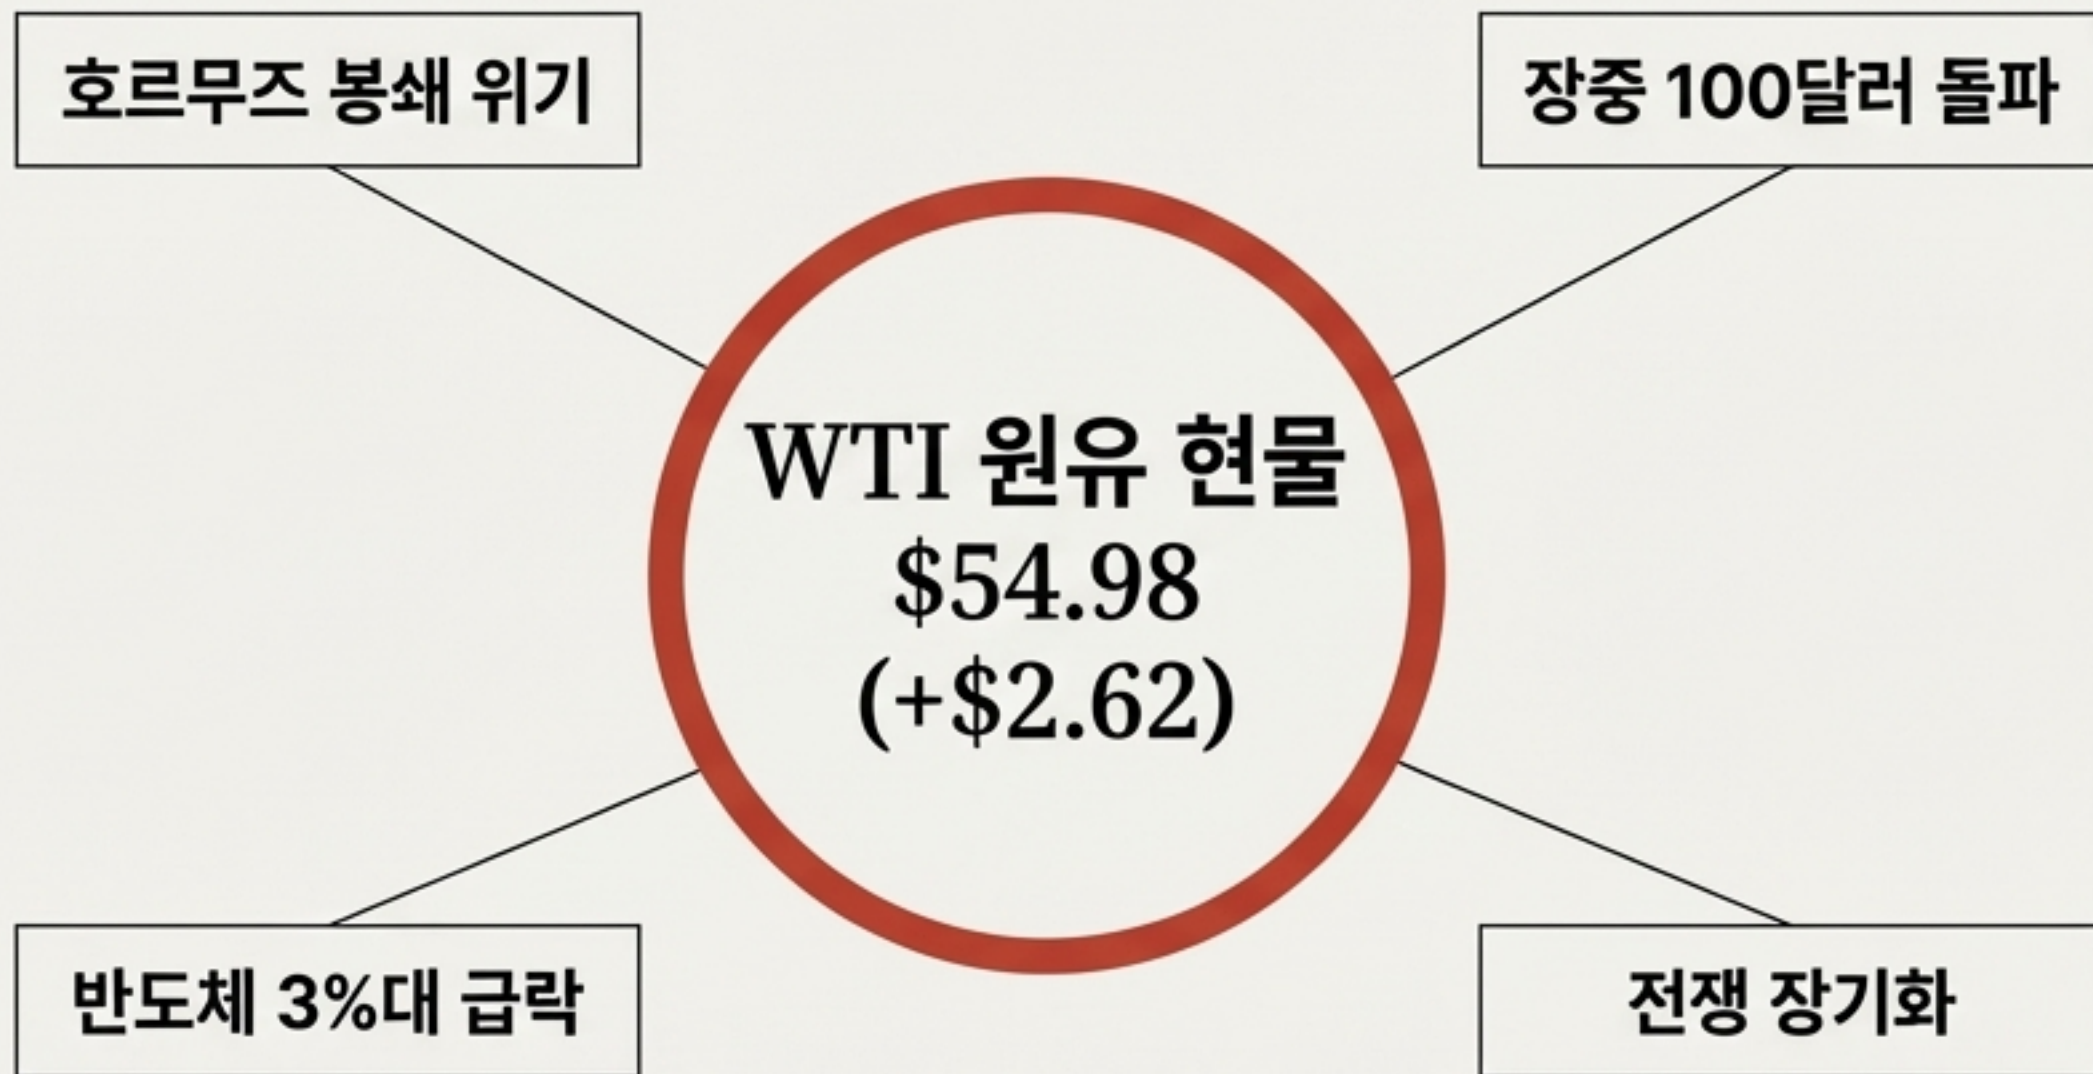 호르무즈 봉쇄 위기
장중 100달러 돌파
WTI 원유 현물
$54.98
(+$2.62)
반도체 3%대 급락
전쟁 장기화